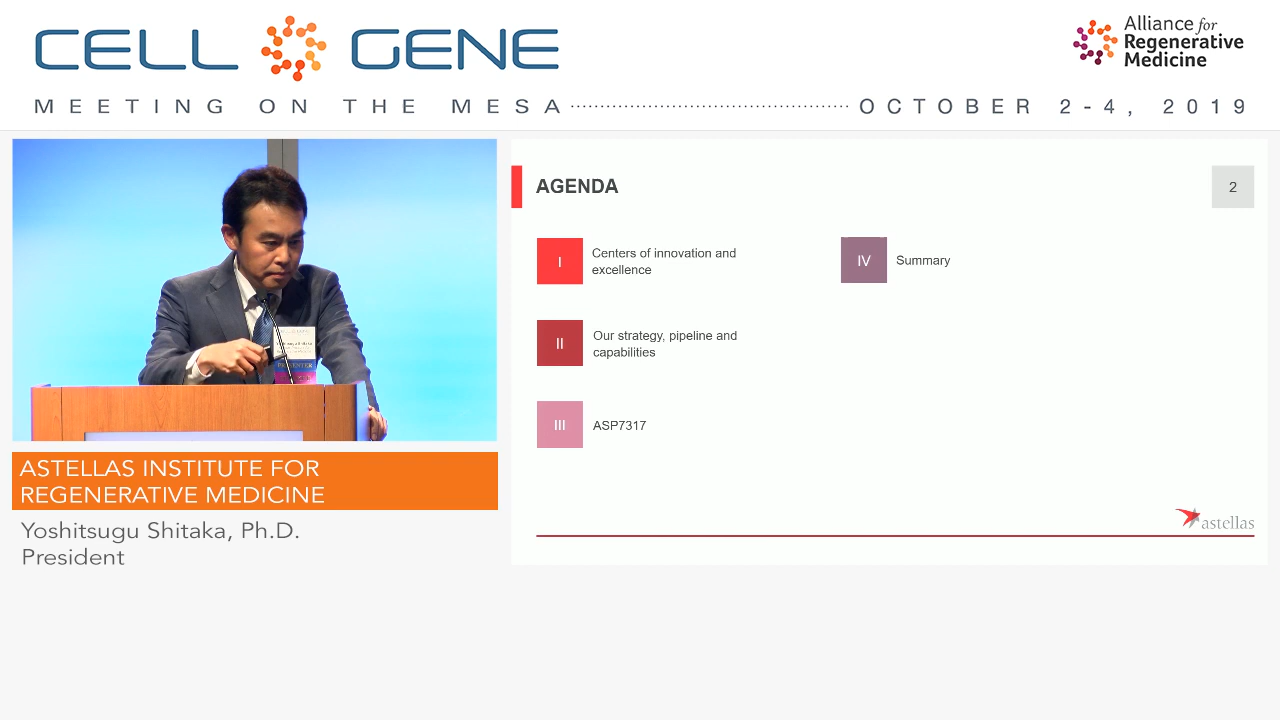 CELL GENE
MEETING ON THE MESA
OCTOBER 2-4, 2019
Alliance for
Regenerative
Medicine
AGENDA
2
I
Centers of innovation and
excellence
II
Our strategy, pipeline and
capabilities
III
ASP7317
IV
Summary
astellas
PRESENTER
ASTELLAS INSTITUTE FOR
REGENERATIVE MEDICINE
Yoshitsugu Shitaka, Ph.D.
President